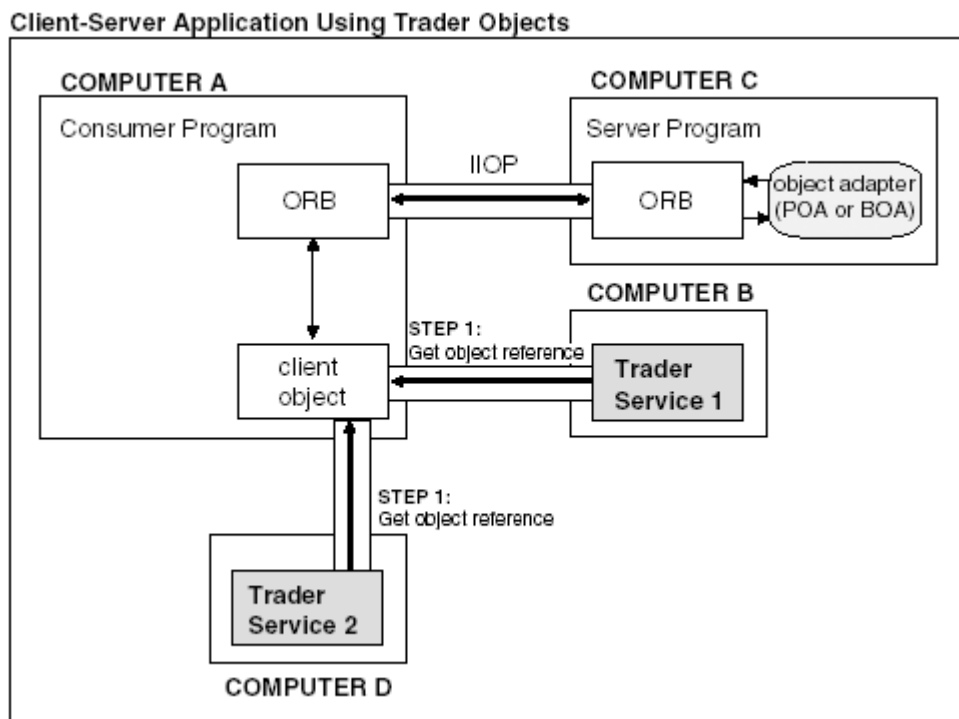 Client-Server Application Using Trader Objects
COMPUTER A
Consumer Program
ORB
client
object
IIOP
COMPUTER C
Server Program
ORB
object adapter
(POA or BOA)
COMPUTER B
STEP 1:
Get object reference
Trader
Service 1
STEP 1:
Get object reference
Trader
Service 2
COMPUTER D